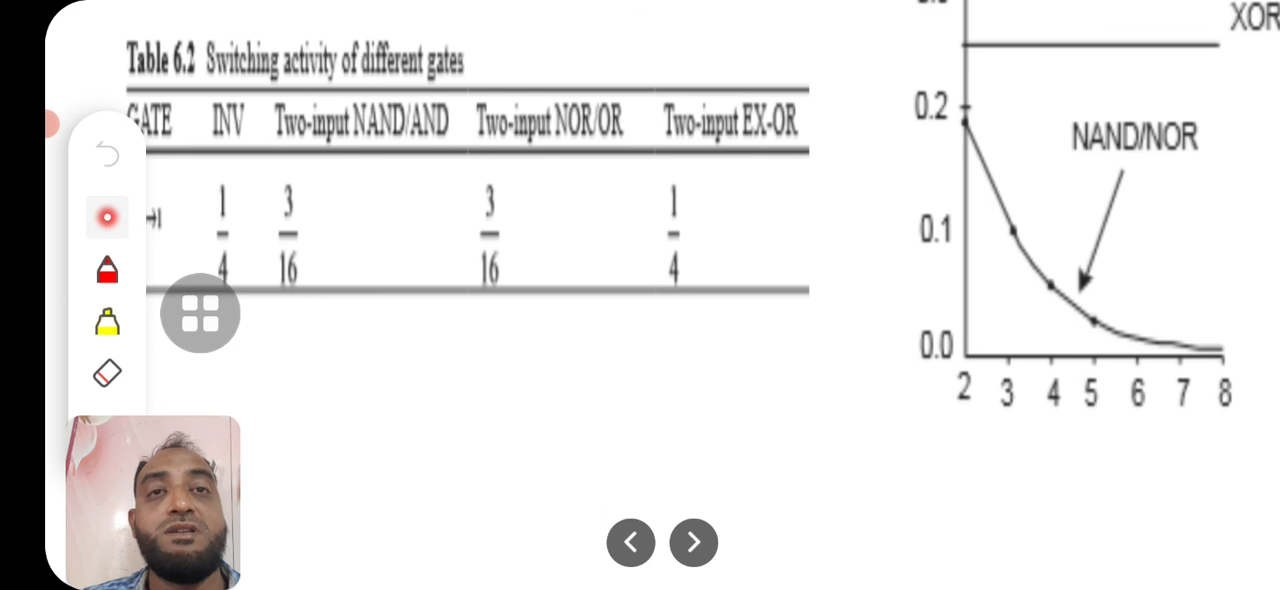 Table 6.2 Switching activity of different gates
GATE INV Two-input NAND/AND Two-input NOR/OR Two-input EX-OR
1 3 3 1
4 16 16 4
XOR
0.2
NAND/NOR
0.1
0.0
2 3 4 5 6 7 8